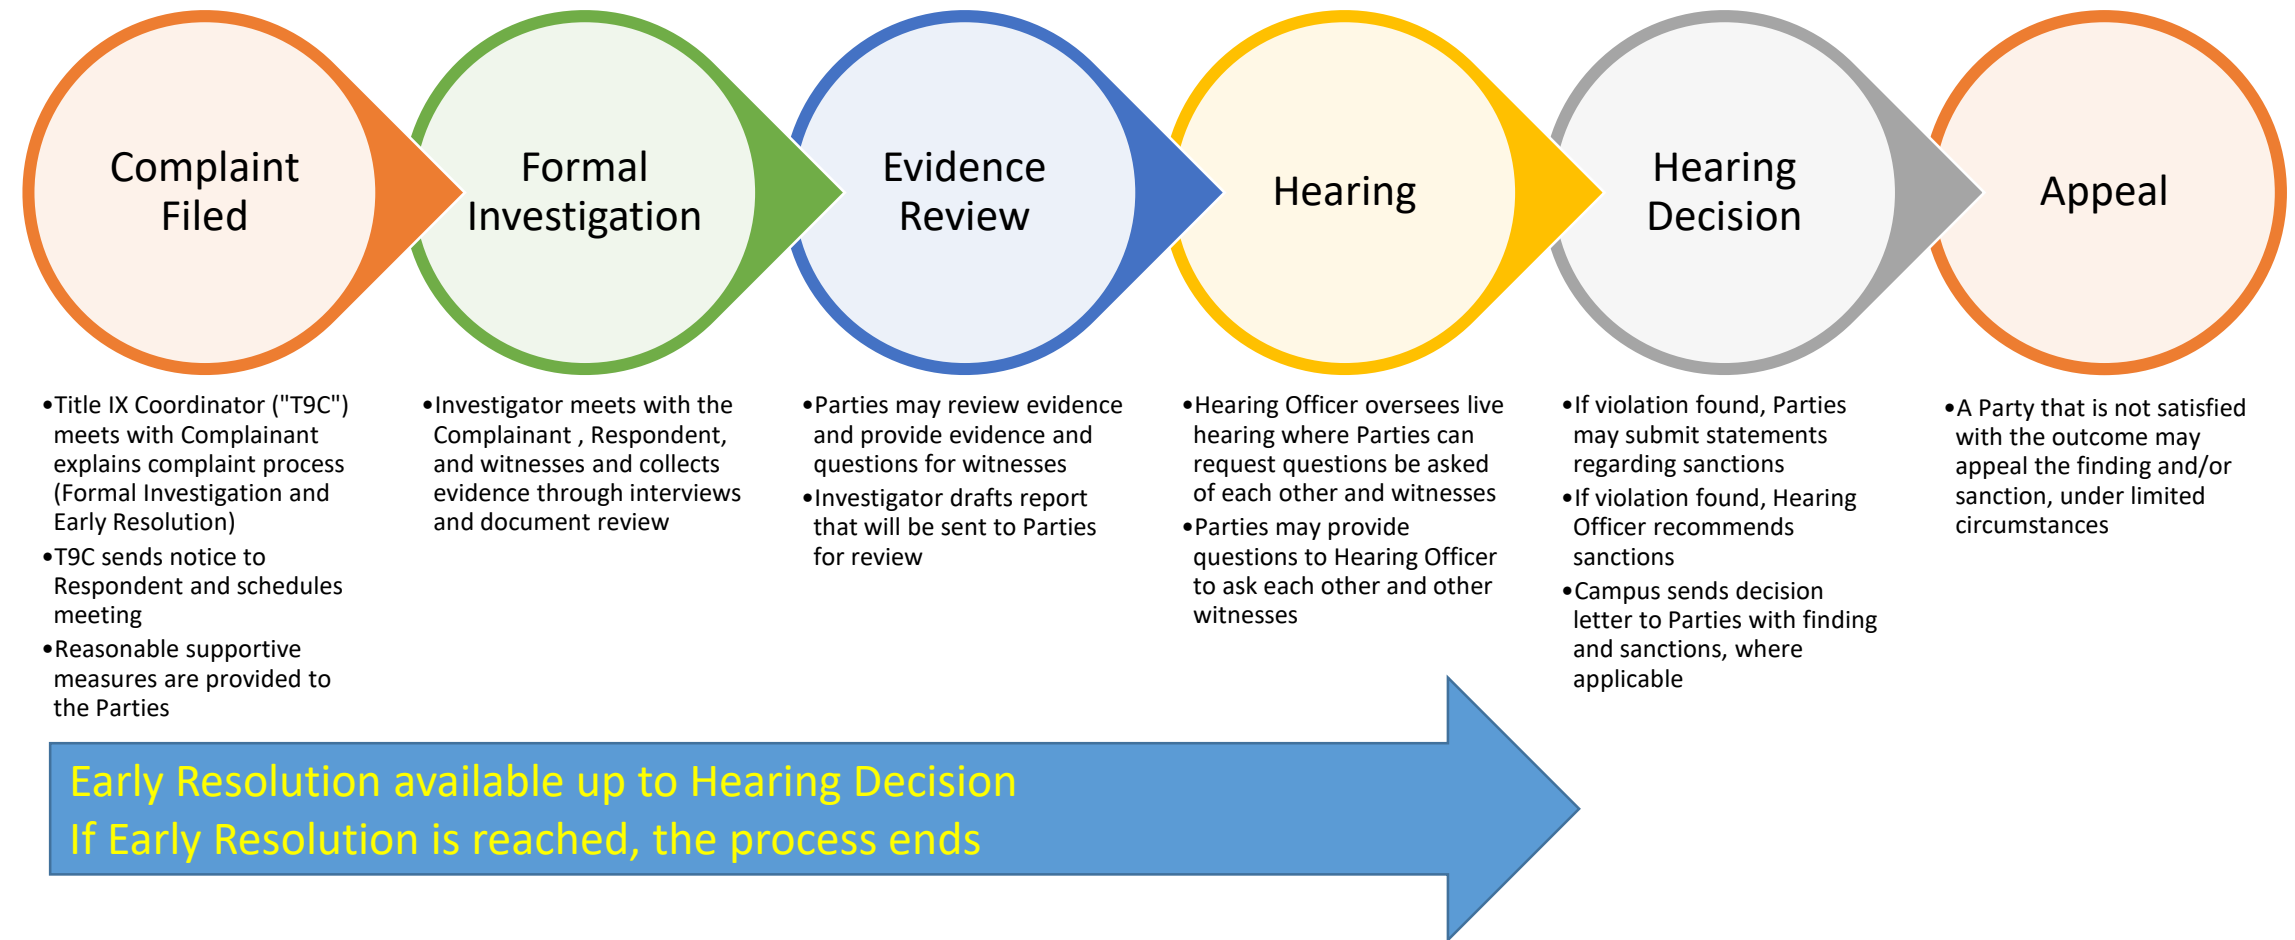 Complaint
Filed
Formal
Investigation
Evidence
Review
Hearing
Hearing
Decision
Appeal
•Title IX Coordinator ("T9C")
meets with Complainant
explains complaint process
(Formal Investigation and
Early Resolution)
•T9C sends notice to
Respondent and schedules
meeting
•Reasonable supportive
measures are provided to
the Parties
•Investigator meets with the
Complainant , Respondent,
and witnesses and collects
evidence through interviews
and document review
•Parties may review evidence
and provide evidence and
questions for witnesses
•Investigator drafts report
that will be sent to Parties
for review
•Hearing Officer oversees live
hearing where Parties can
request questions be asked
of each other and witnesses
•Parties may provide
questions to Hearing Officer
to ask each other and other
witnesses
•If violation found, Parties
may submit statements
regarding sanctions
•If violation found, Hearing
Officer recommends
sanctions
•Campus sends decision
letter to Parties with finding
and sanctions, where
applicable
•A Party that is not satisfied
with the outcome may
appeal the finding and/or
sanction, under limited
circumstances
Early Resolution available up to Hearing Decision
If Early Resolution is reached, the process ends